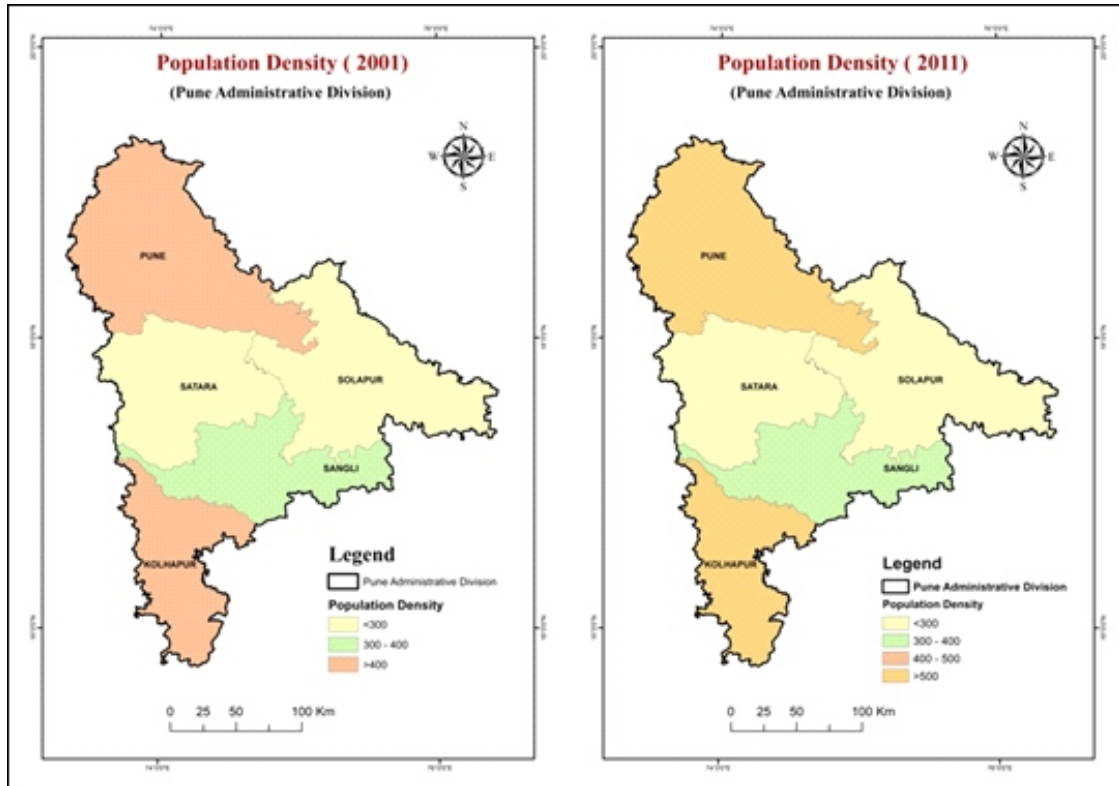 Population Density ( 2001)
(Pune Administrative Division)
N
W E
S
PUNE
SATARA
SOLAPUR
SANGLI
KOLHAPUR
Legend
Pune Administrative Division
Population Density
<300
300 - 400
>400
0 25 50 100 Km
Population Density ( 2011)
(Pune Administrative Division)
N
W E
S
PUNE
SATARA
SOLAPUR
SANGLI
KOLHAPUR
Legend
Pune Administrative Division
Population Density
<300
300 - 400
400 - 500
>500
0 25 50 100 Km